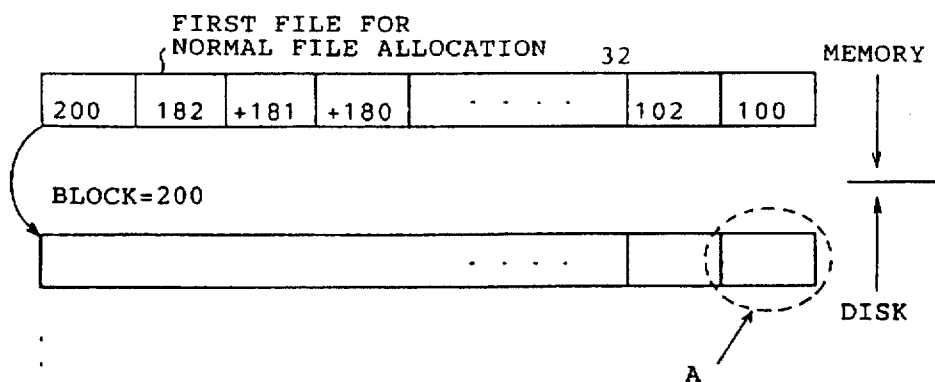 FIRST FILE FOR
NORMAL FILE ALLOCATION
32
MEMORY
200 182 +181 +180 . . . . 102 100
BLOCK=200
. . . .
DISK
A